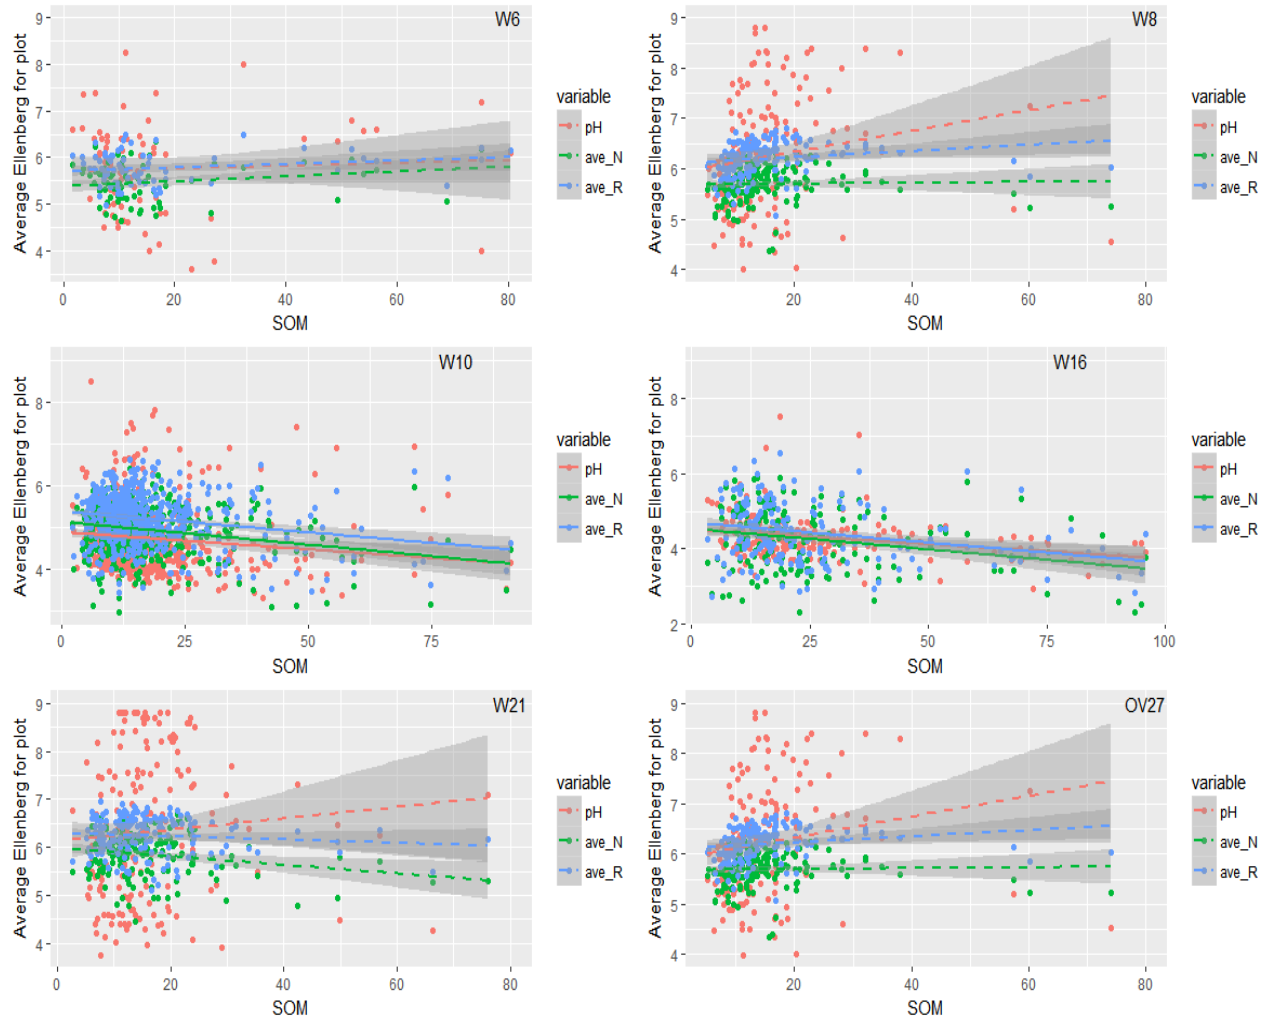 W6
Average Ellenberg for plot
9
8
7
6
5
4
0 20 40 60 80
SOM
variable
pH
ave_N
ave_R
W8
Average Ellenberg for plot
9
8
7
6
5
4
20 40 60 80
SOM
variable
pH
ave_N
ave_R
W10
Average Ellenberg for plot
8
6
4
0 25 50 75
SOM
variable
pH
ave_N
ave_R
W16
Average Ellenberg for plot
8
6
4
2
0 25 50 75 100
SOM
variable
pH
ave_N
ave_R
W21
Average Ellenberg for plot
9
8
7
6
5
4
0 20 40 60 80
SOM
variable
pH
ave_N
ave_R
OV27
Average Ellenberg for plot
9
8
7
6
5
4
20 40 60 80
SOM
variable
pH
ave_N
ave_R